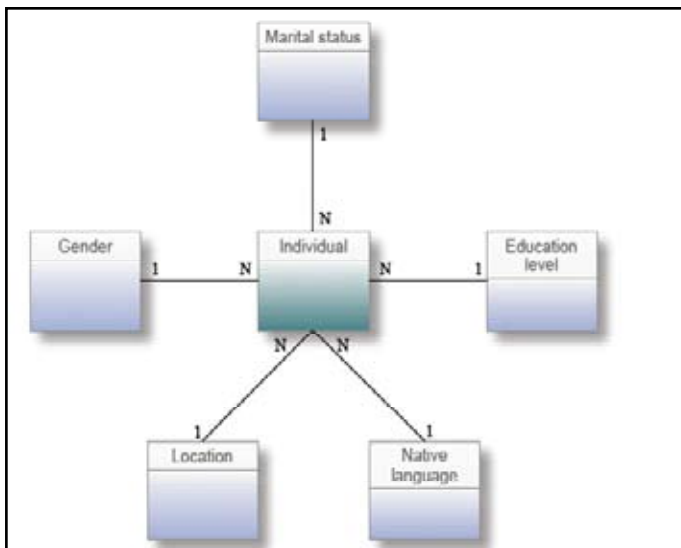 Marital status
1
N
Gender
1
N
Individual
N
1
Education
level
N
N
1
1
Location
Native
language